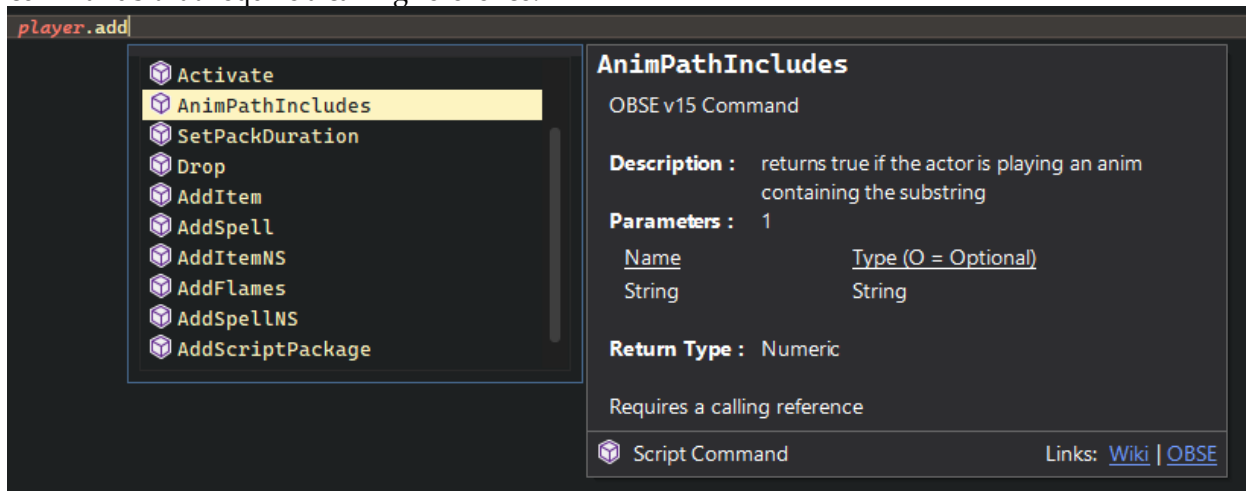 player.add
Activate
AnimPathIncludes
SetPackDuration
Drop
AddItem
AddSpell
AddItemNS
AddFlames
AddSpellNS
AddScriptPackage
AnimPathIncludes
OBSE v15 Command
Description : returns true if the actor is playing an anim
containing the substring
Parameters : 1
Name Type (O = Optional)
String String
Return Type : Numeric
Requires a calling reference
Script Command Links: Wiki | OBSE